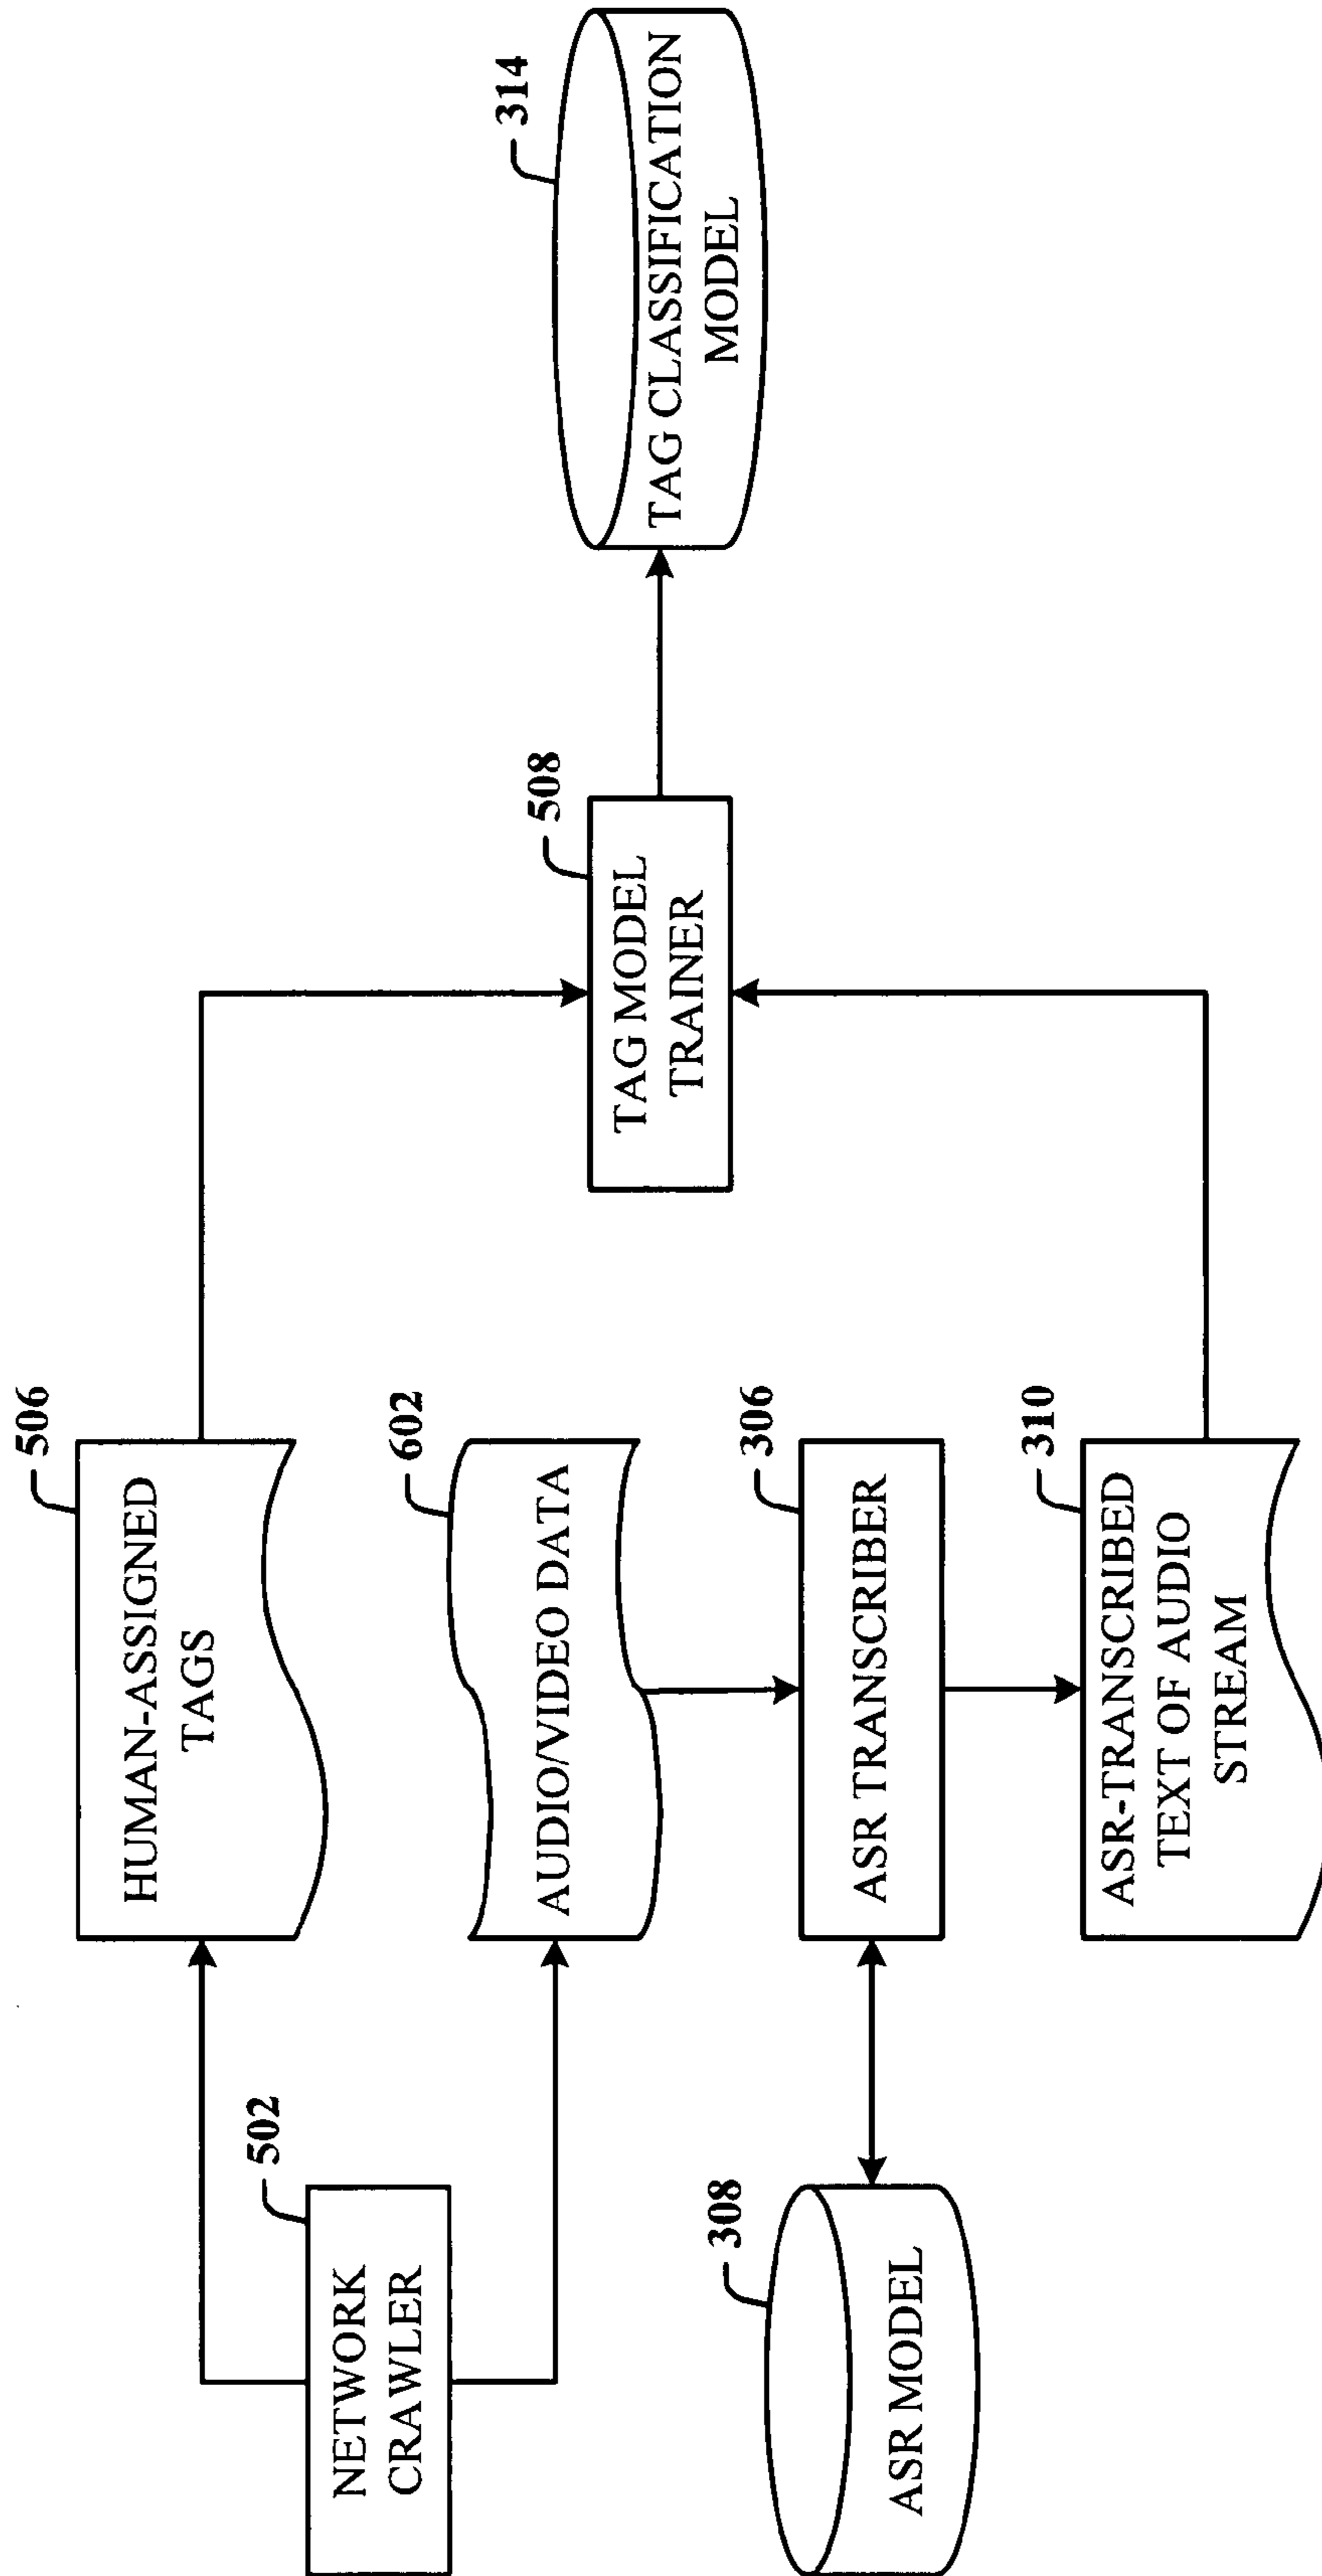 506
HUMAN-ASSIGNED
TAGS
502
NETWORK
CRAWLER
602
AUDIO/VIDEO DATA
508
TAG MODEL
TRAINER
314
TAG CLASSIFICATION
MODEL
308
ASR MODEL
306
ASR TRANSCRIBER
310
ASR-TRANSCRIBED
TEXT OF AUDIO
STREAM